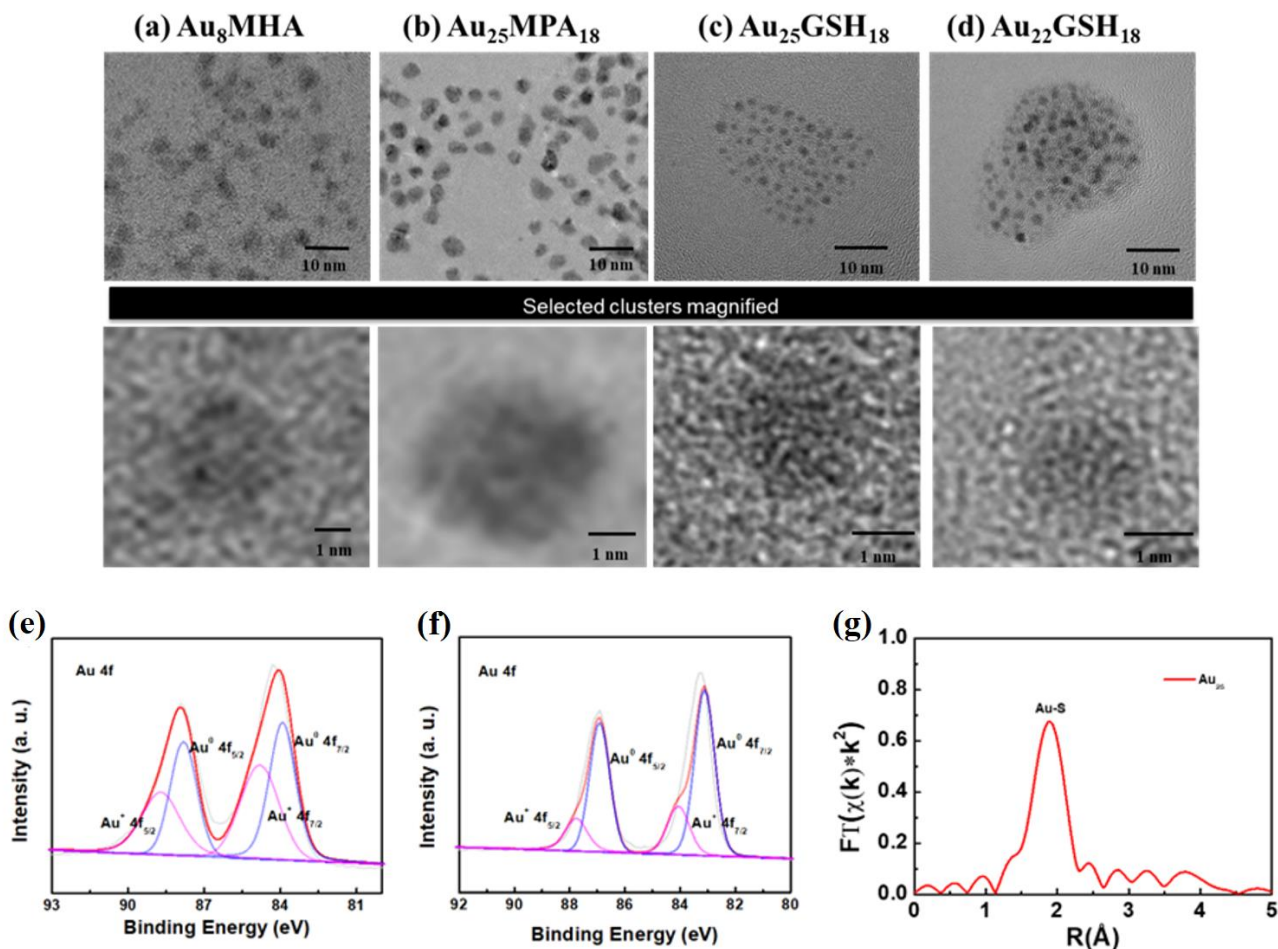 (a) Au₈MHA (b) Au₂₅MPA₁₈ (c) Au₂₅GSH₁₈ (d) Au₂₂GSH₁₈
10 nm 10 nm 10 nm 10 nm
Selected clusters magnified
1 nm 1 nm 1 nm 1 nm
(e)
Au 4f
Au⁰ 4f₅/₂
Au⁰ 4f₇/₂
Au⁺ 4f₅/₂
Au⁺ 4f₇/₂
Intensity (a. u.)
93 90 87 84 81
Binding Energy (eV)
(f)
Au 4f
Au⁰ 4f₅/₂
Au⁰ 4f₇/₂
Au⁺ 4f₅/₂
Au⁺ 4f₇/₂
Intensity (a. u.)
92 90 88 86 84 82 80
Binding Energy (eV)
(g)
Au₂₅
Au-S
FT(χ(k)*k²)
1.0
0.8
0.6
0.4
0.2
0.0
0 1 2 3 4 5
R(Å)